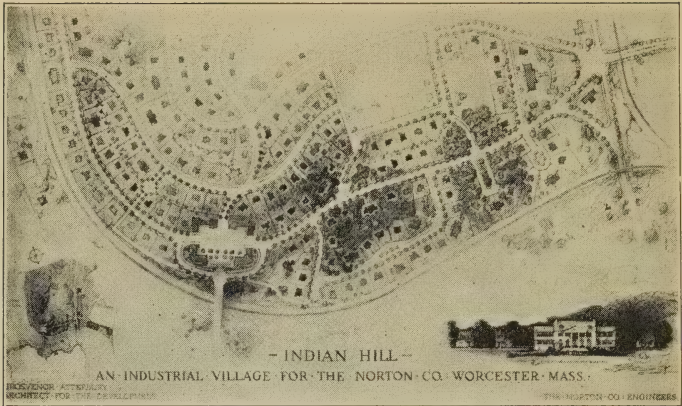 - INDIAN HILL -
AN · INDUSTRIAL VILLAGE · FOR · THE · NORTON · CO. WORCESTER · MASS. ·
GROSVENOR ATTERBURY
ARCHITECT FOR THE DEVELOPMENT
THE · NORTON · CO · ENGINEERS